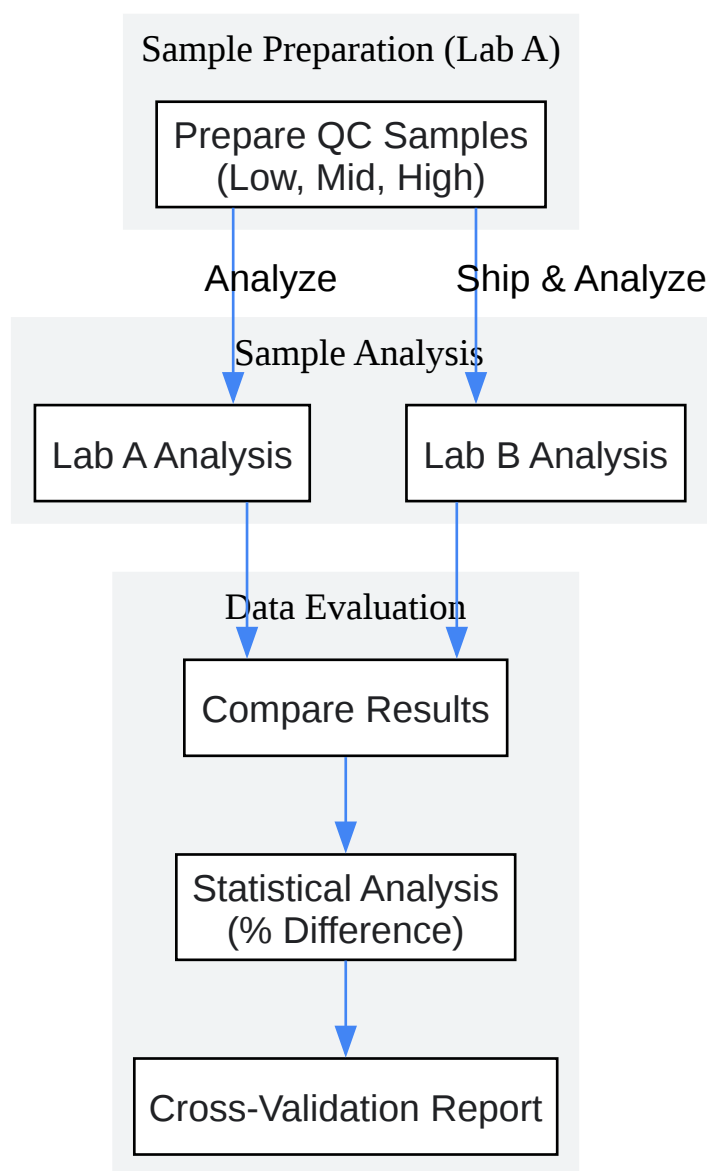 Sample Preparation (Lab A)
Prepare QC Samples
(Low, Mid, High)
Analyze
Ship & Analyze
Sample Analysis
Lab A Analysis
Lab B Analysis
Data Evaluation
Compare Results
Statistical Analysis
(% Difference)
Cross-Validation Report